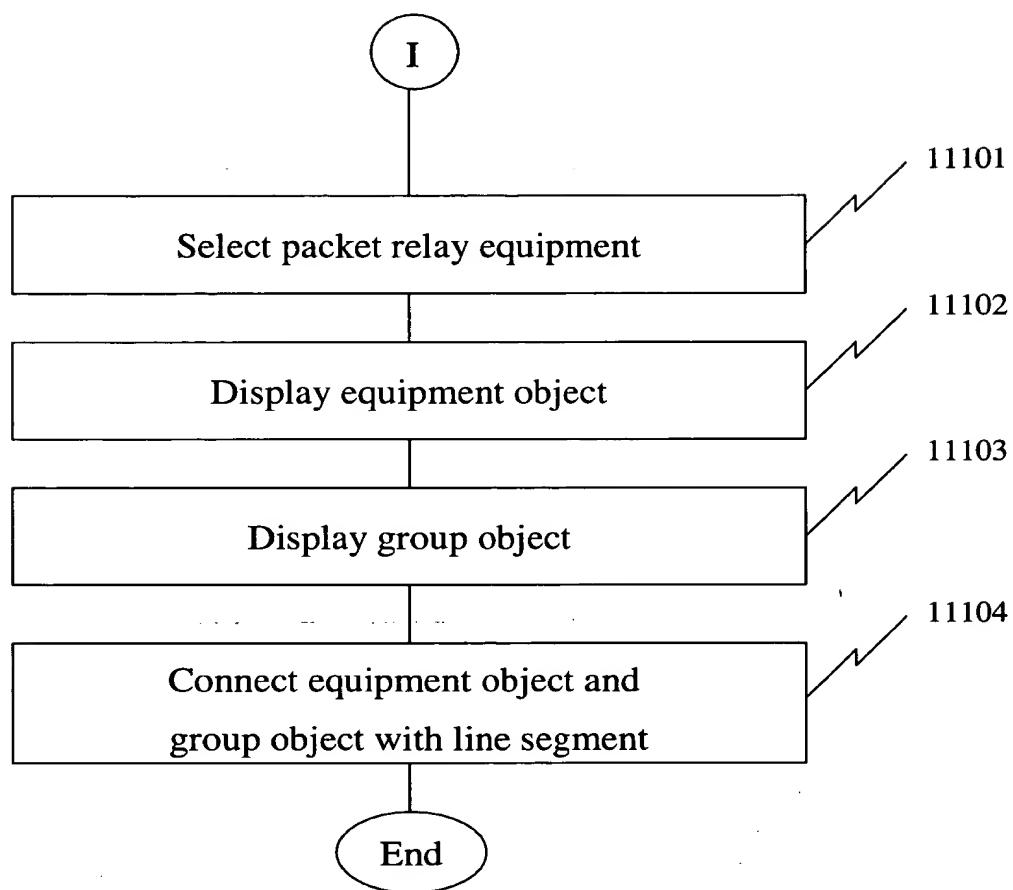 I
11101
Select packet relay equipment
11102
Display equipment object
11103
Display group object
11104
Connect equipment object and
group object with line segment
End